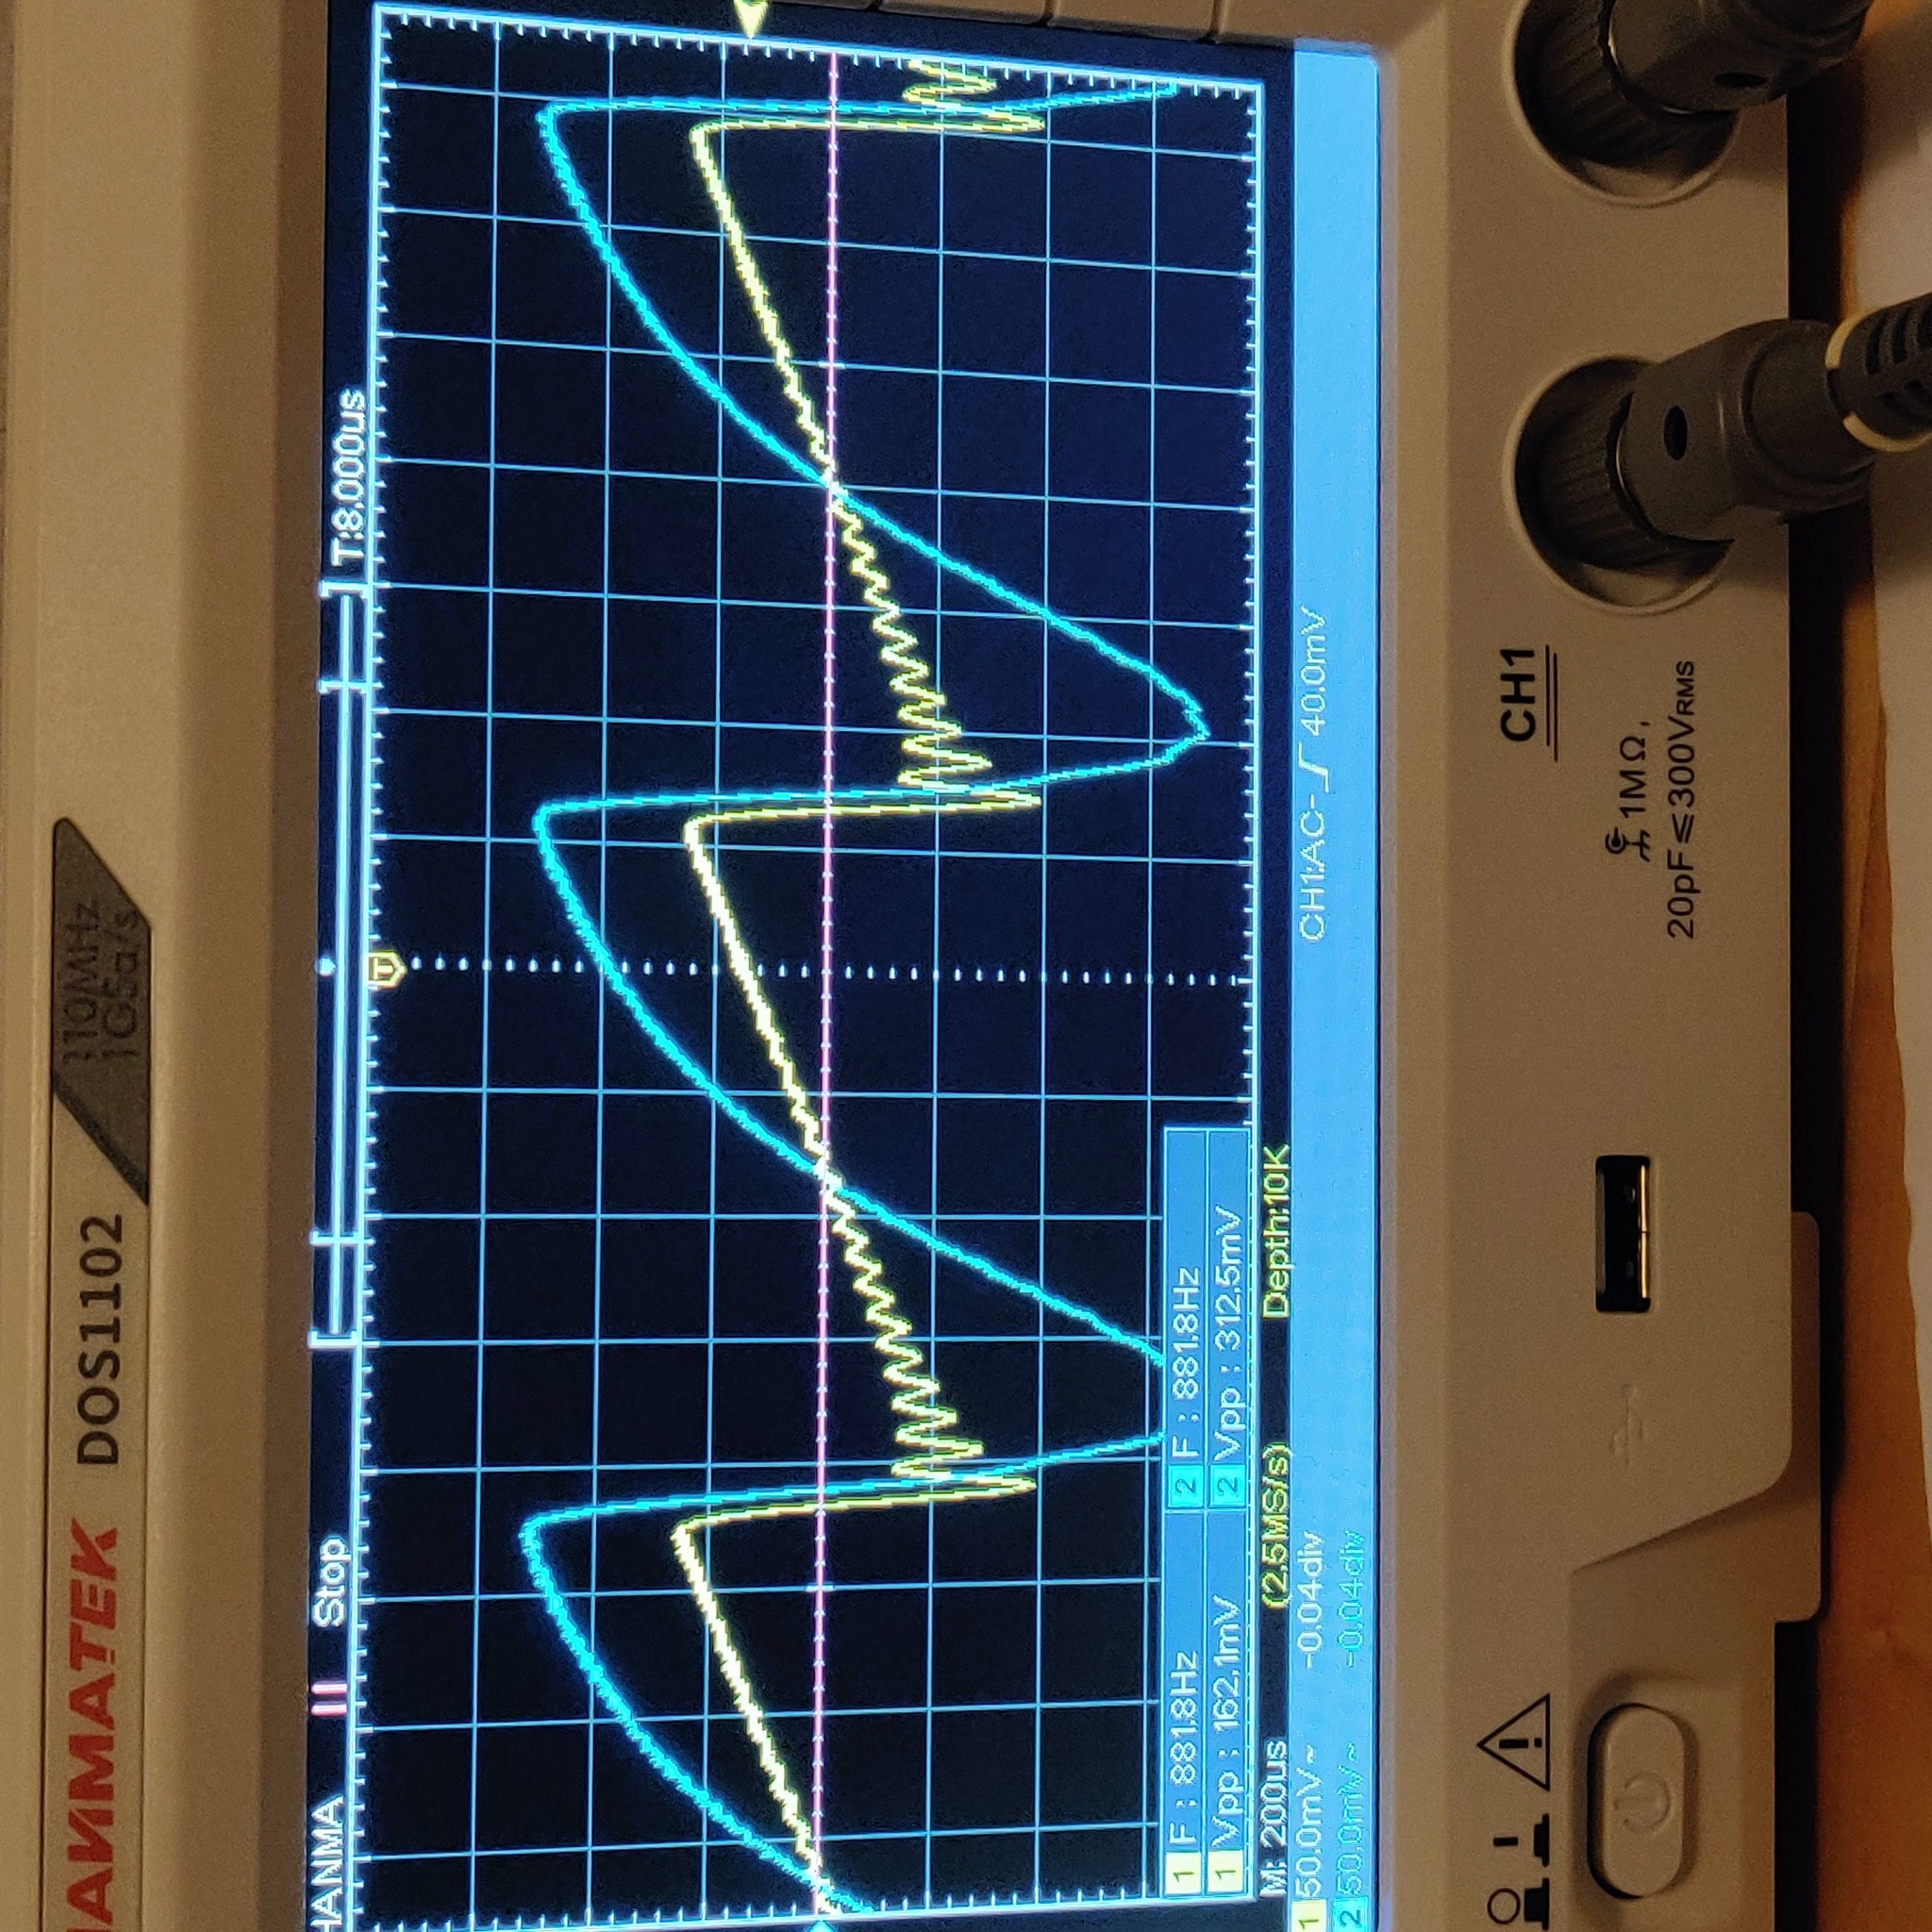 HANMATEK DOS1102 110MHz
1GSa/s
HANMA Stop T:8.000us
T
1 F : 881.8Hz 2 F : 881.8Hz
1 Vpp : 162.1mV 2 Vpp : 312.5mV
M: 200us (2.5MS/s) Depth:10K
1 50.0mV~ -0.04div CH1:AC- 40.0mV
2 50.0mV~ -0.04div
CH1
1MΩ,
20pF≤300VRMS